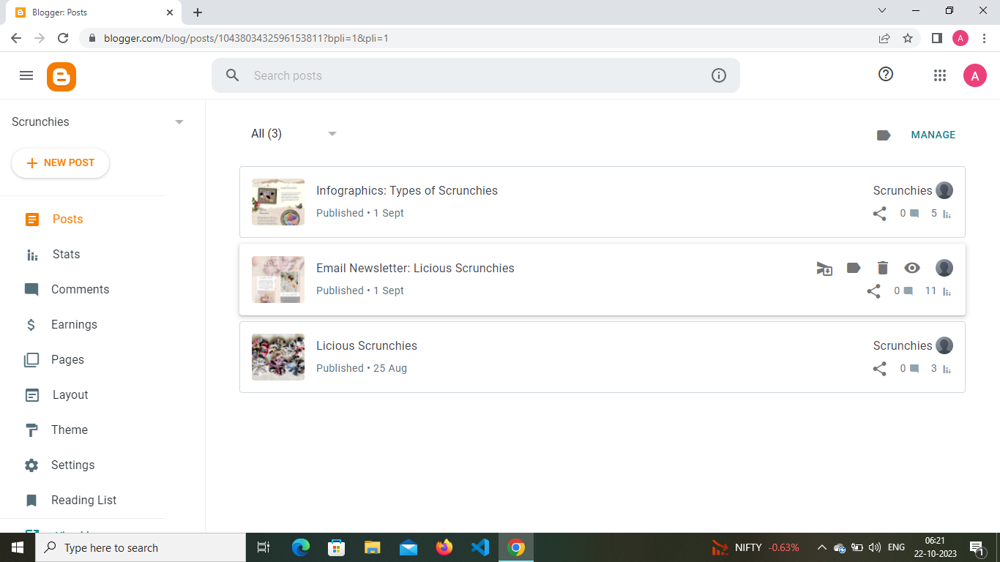 Blogger: Posts
blogger.com/blog/posts/1043803432596153811?bpli=1&pli=1
A
Search posts
A
Scrunchies
NEW POST
Posts
Stats
Comments
Earnings
Pages
Layout
Theme
Settings
Reading List
All (3)
MANAGE
Infographics: Types of Scrunchies
Scrunchies
Published • 1 Sept
0 5
Email Newsletter: Licious Scrunchies
Published • 1 Sept
0 11
Licious Scrunchies
Scrunchies
Published • 25 Aug
0 3
Type here to search
NIFTY -0.63%
ENG
06:21
22-10-2023
1